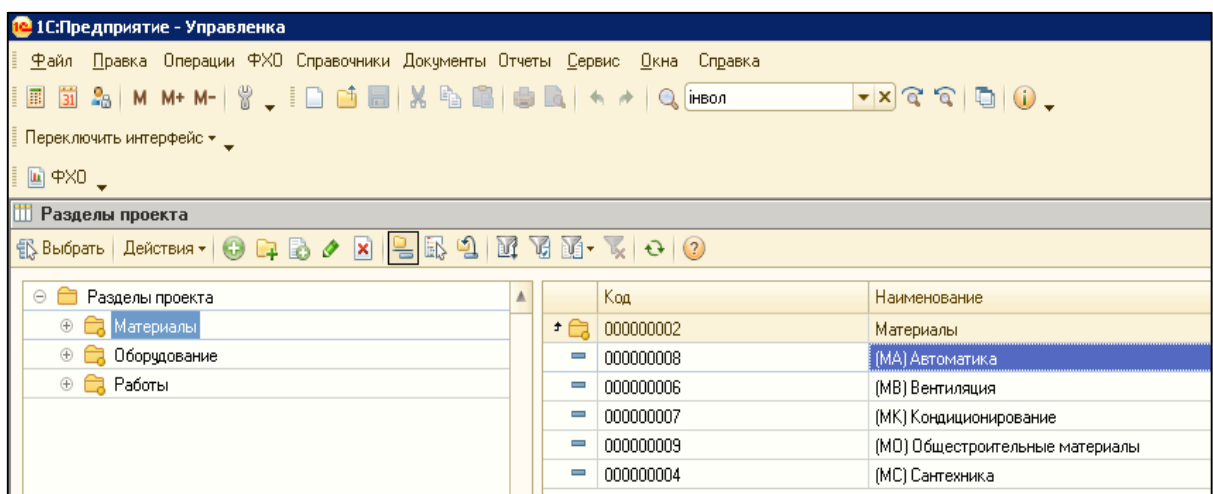 1С:Предприятие - Управленка
Файл Правка Операции ФХО Справочники Документы Отчеты Сервис Окна Справка
31 M M+ M- інвол
Переключить интерфейс
ФХО
Разделы проекта
Выбрать Действия
Разделы проекта Код Наименование
Материалы 000000002 Материалы
Оборудование 000000008 (МА) Автоматика
Работы 000000006 (МВ) Вентиляция
000000007 (МК) Кондиционирование
000000009 (МО) Общестроительные материалы
000000004 (МС) Сантехника